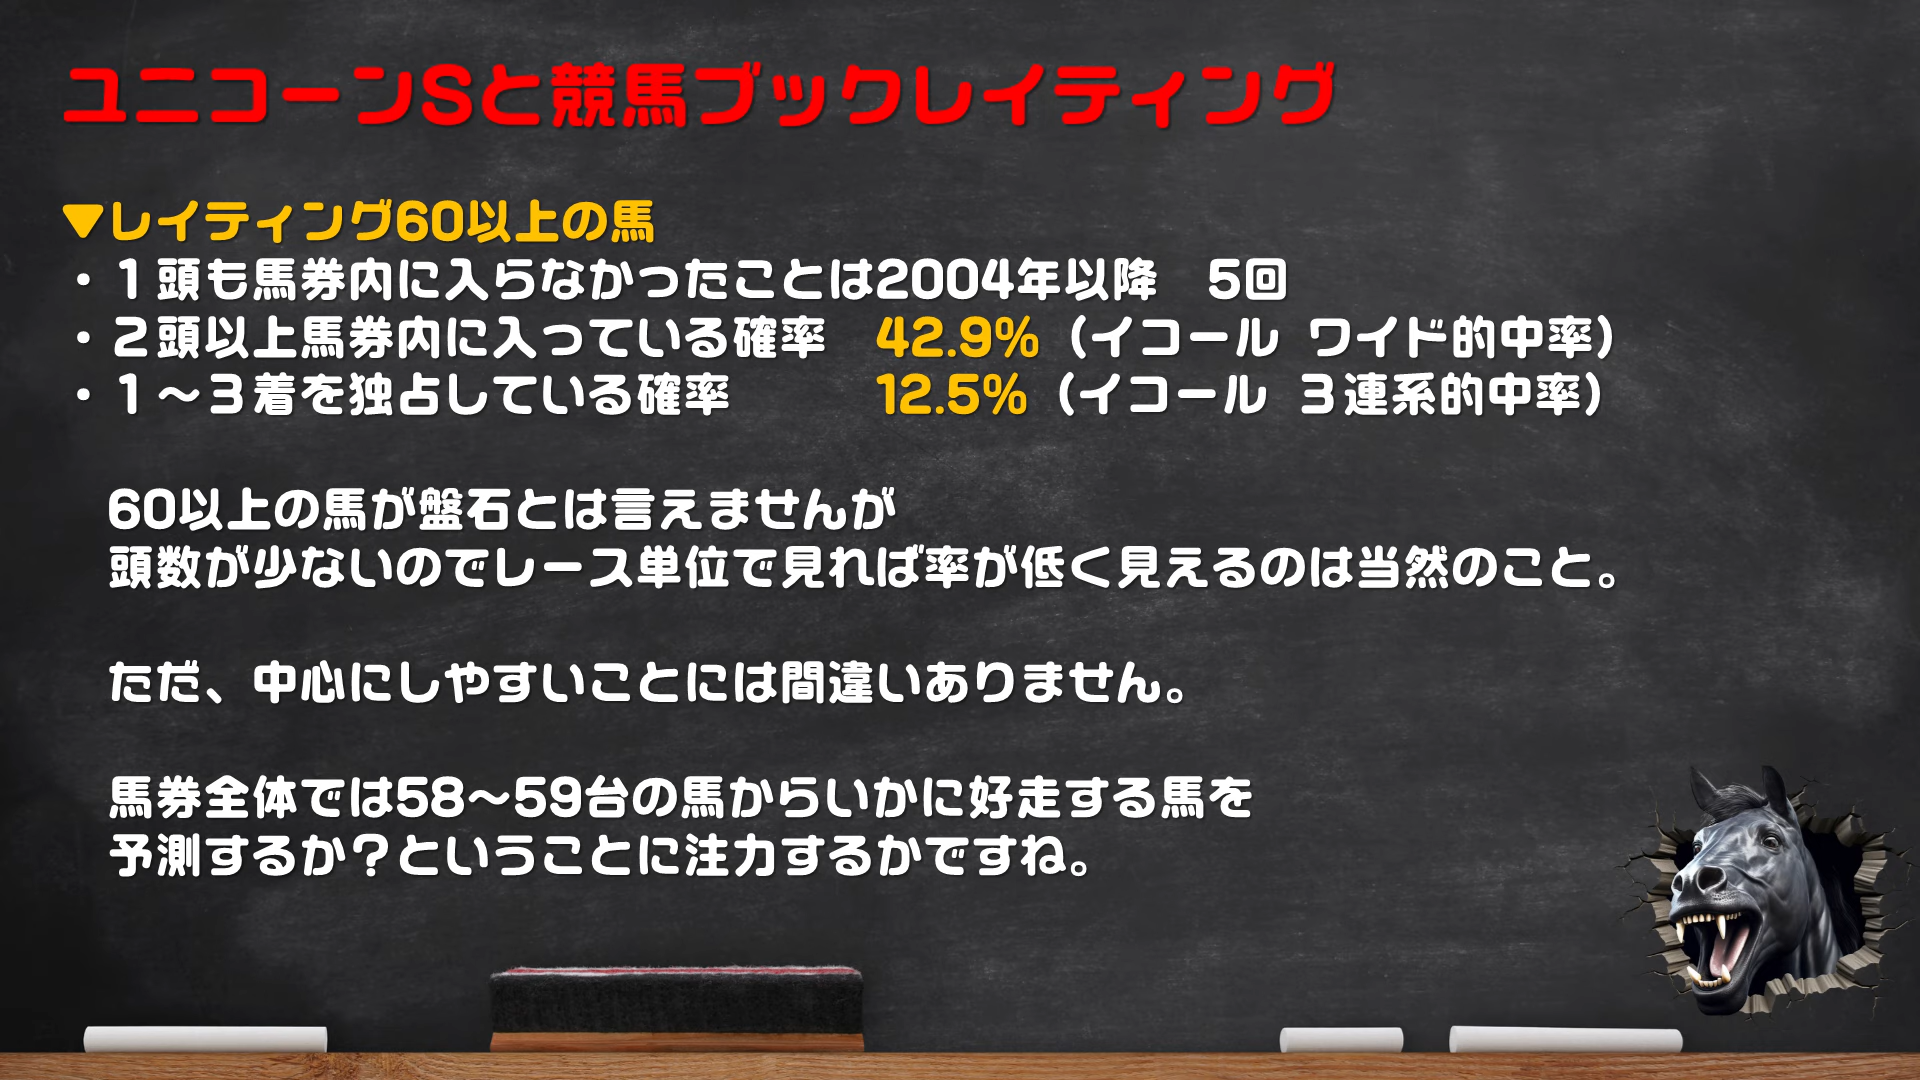 ユニコーンSと競馬ブックレイティング
▼レイティング60以上の馬
・１頭も馬券内に入らなかったことは2004年以降　5回
・２頭以上馬券内に入っている確率　42.9%（イコール ワイド的中率）
・１～３着を独占している確率　　　12.5%（イコール ３連系的中率）
60以上の馬が盤石とは言えませんが
頭数が少ないのでレース単位で見れば率が低く見えるのは当然のこと。
ただ、中心にしやすいことには間違いありません。
馬券全体では58～59台の馬からいかに好走する馬を
予測するか？ということに注力するかですね。